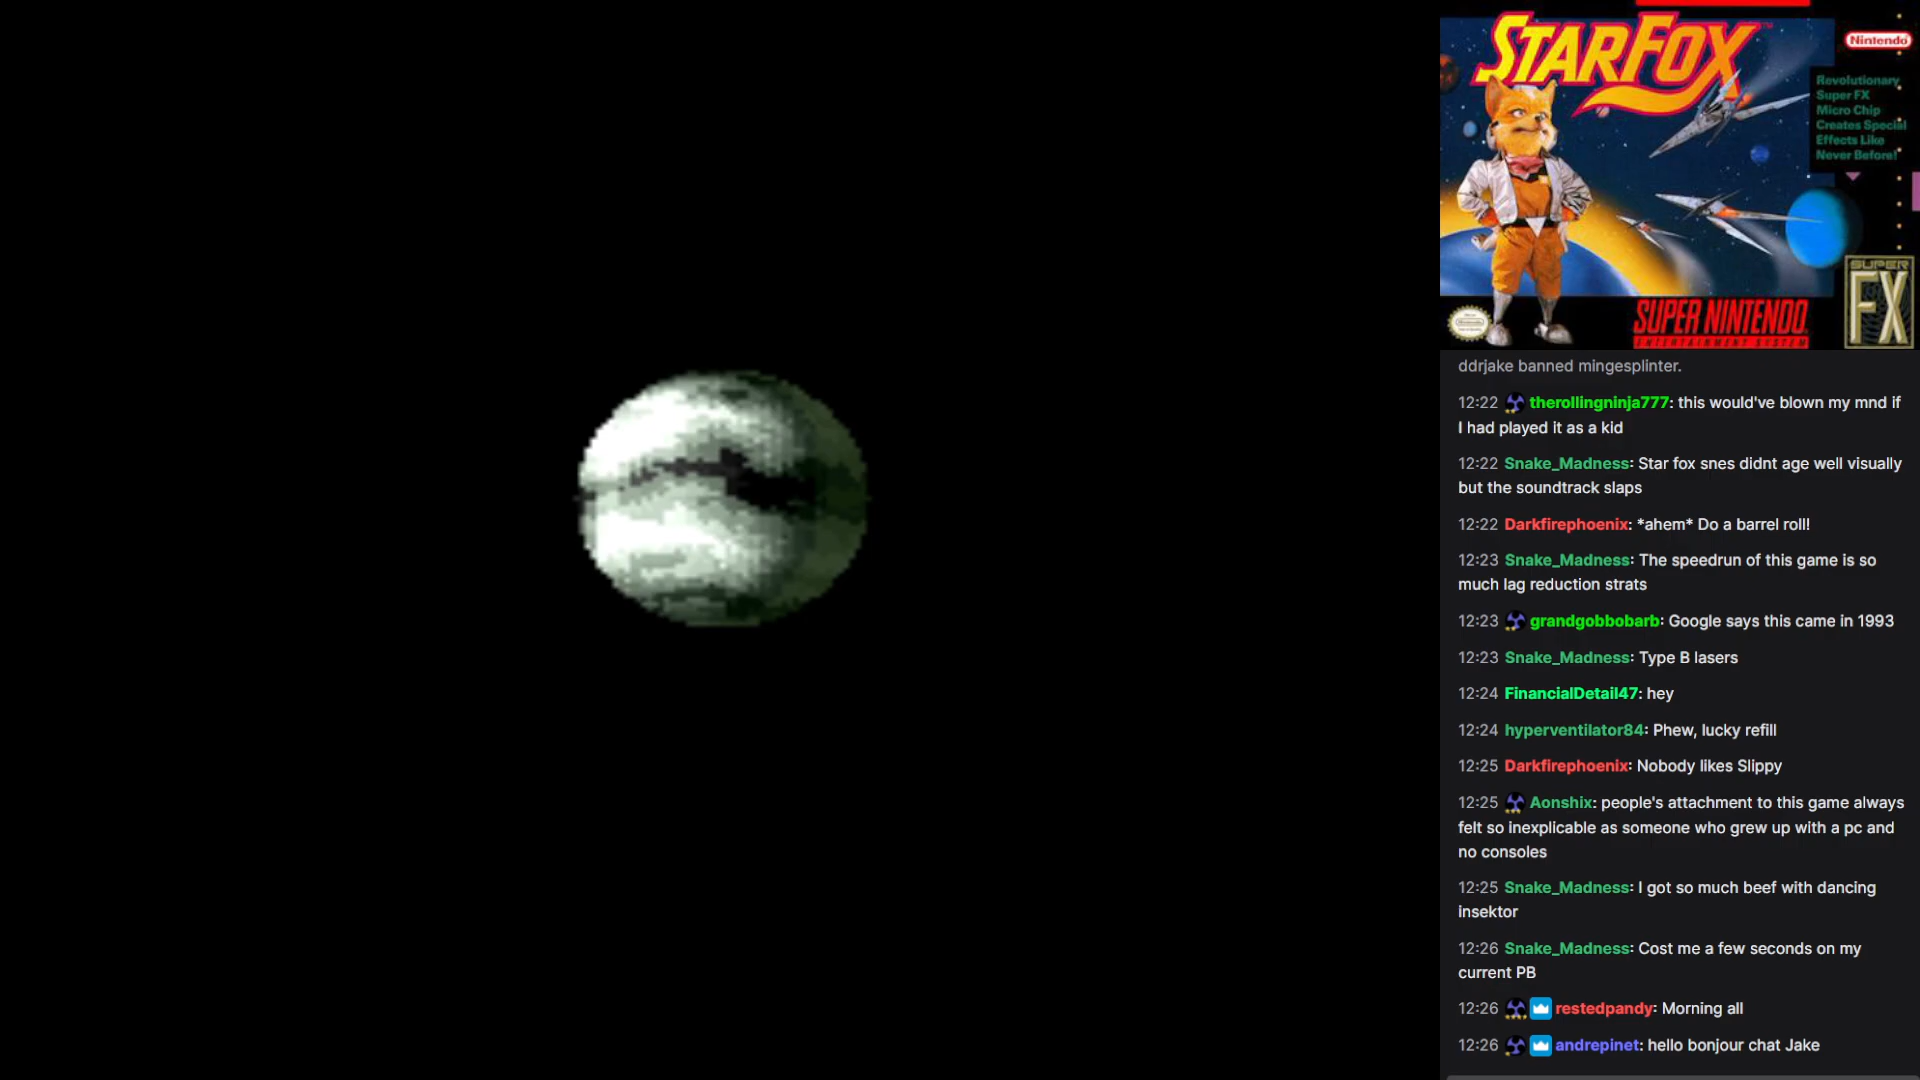 STARFOX
Nintendo
Revolutionary
Super FX
Micro Chip
Creates Special
Effects Like
Never Before!
SUPER
FX
SUPER NINTENDO
ENTERTAINMENT SYSTEM
ddrjake banned mingesplinter.
12:22 therollingninja777: this would've blown my mnd if
I had played it as a kid
12:22 Snake_Madness: Star fox snes didnt age well visually
but the soundtrack slaps
12:22 Darkfirephoenix: *ahem* Do a barrel roll!
12:23 Snake_Madness: The speedrun of this game is so
much lag reduction strats
12:23 grandgobbobarb: Google says this came in 1993
12:23 Snake_Madness: Type B lasers
12:24 FinancialDetail47: hey
12:24 hyperventilator84: Phew, lucky refill
12:25 Darkfirephoenix: Nobody likes Slippy
12:25 Aonshix: people's attachment to this game always
felt so inexplicable as someone who grew up with a pc and
no consoles
12:25 Snake_Madness: I got so much beef with dancing
insektor
12:26 Snake_Madness: Cost me a few seconds on my
current PB
12:26 restedpandy: Morning all
12:26 andrepinet: hello bonjour chat Jake